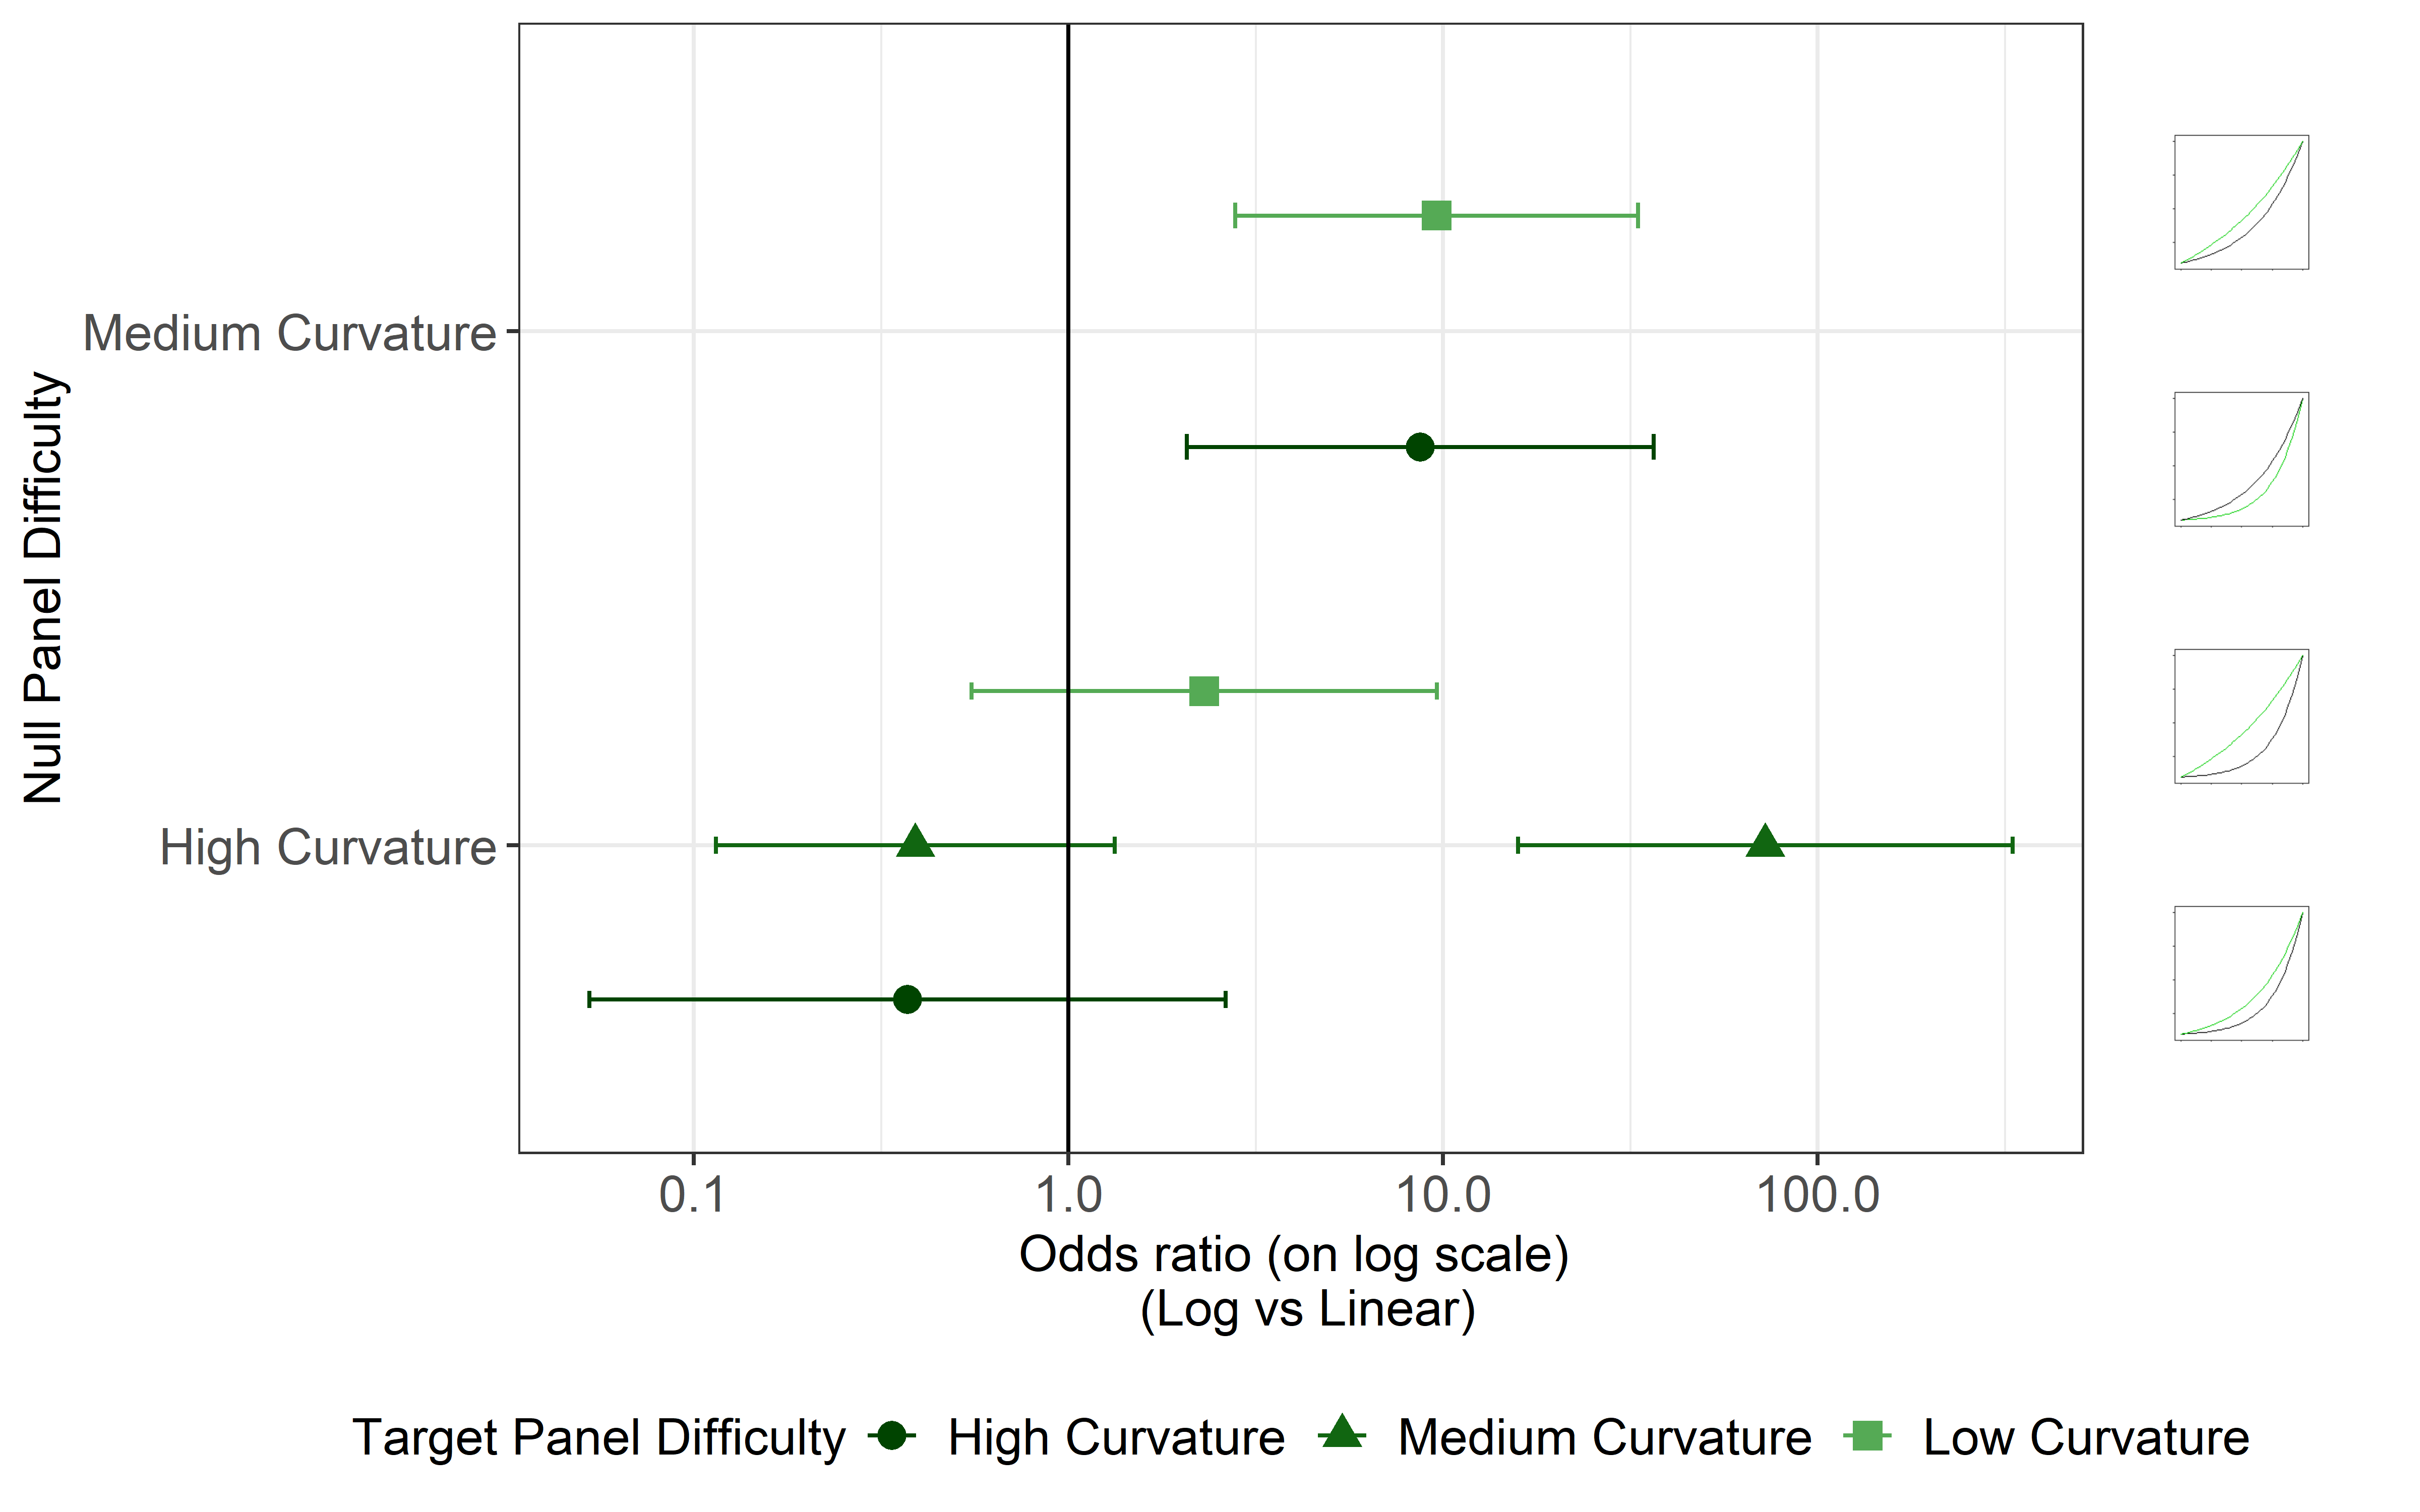 Null Panel Difficulty
Medium Curvature
High Curvature
0.1
1.0
10.0
100.0
Odds ratio (on log scale)
(Log vs Linear)
Target Panel Difficulty
High Curvature
Medium Curvature
Low Curvature